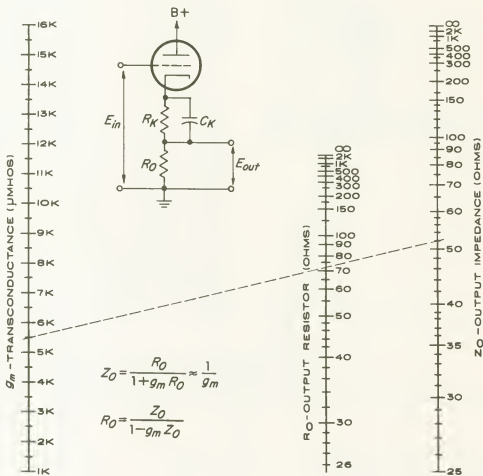 B+
E_in
R_K
C_K
R_O
E_out
g_m-TRANSCONDUCTANCE (µMHOS)
16K
15K
14K
13K
12K
11K
10K
9K
8K
7K
6K
5K
4K
3K
2K
1K
R_O-OUTPUT RESISTOR (OHMS)
∞
2K
1K
500
400
300
200
150
100
90
80
70
60
50
40
30
26
Z_O-OUTPUT IMPEDANCE (OHMS)
∞
2K
1K
500
400
300
200
150
100
90
80
70
60
50
40
35
30
25
Z_O = R_O / 1+g_m R_O ≈ 1 / g_m
R_O = Z_O / 1-g_m Z_O